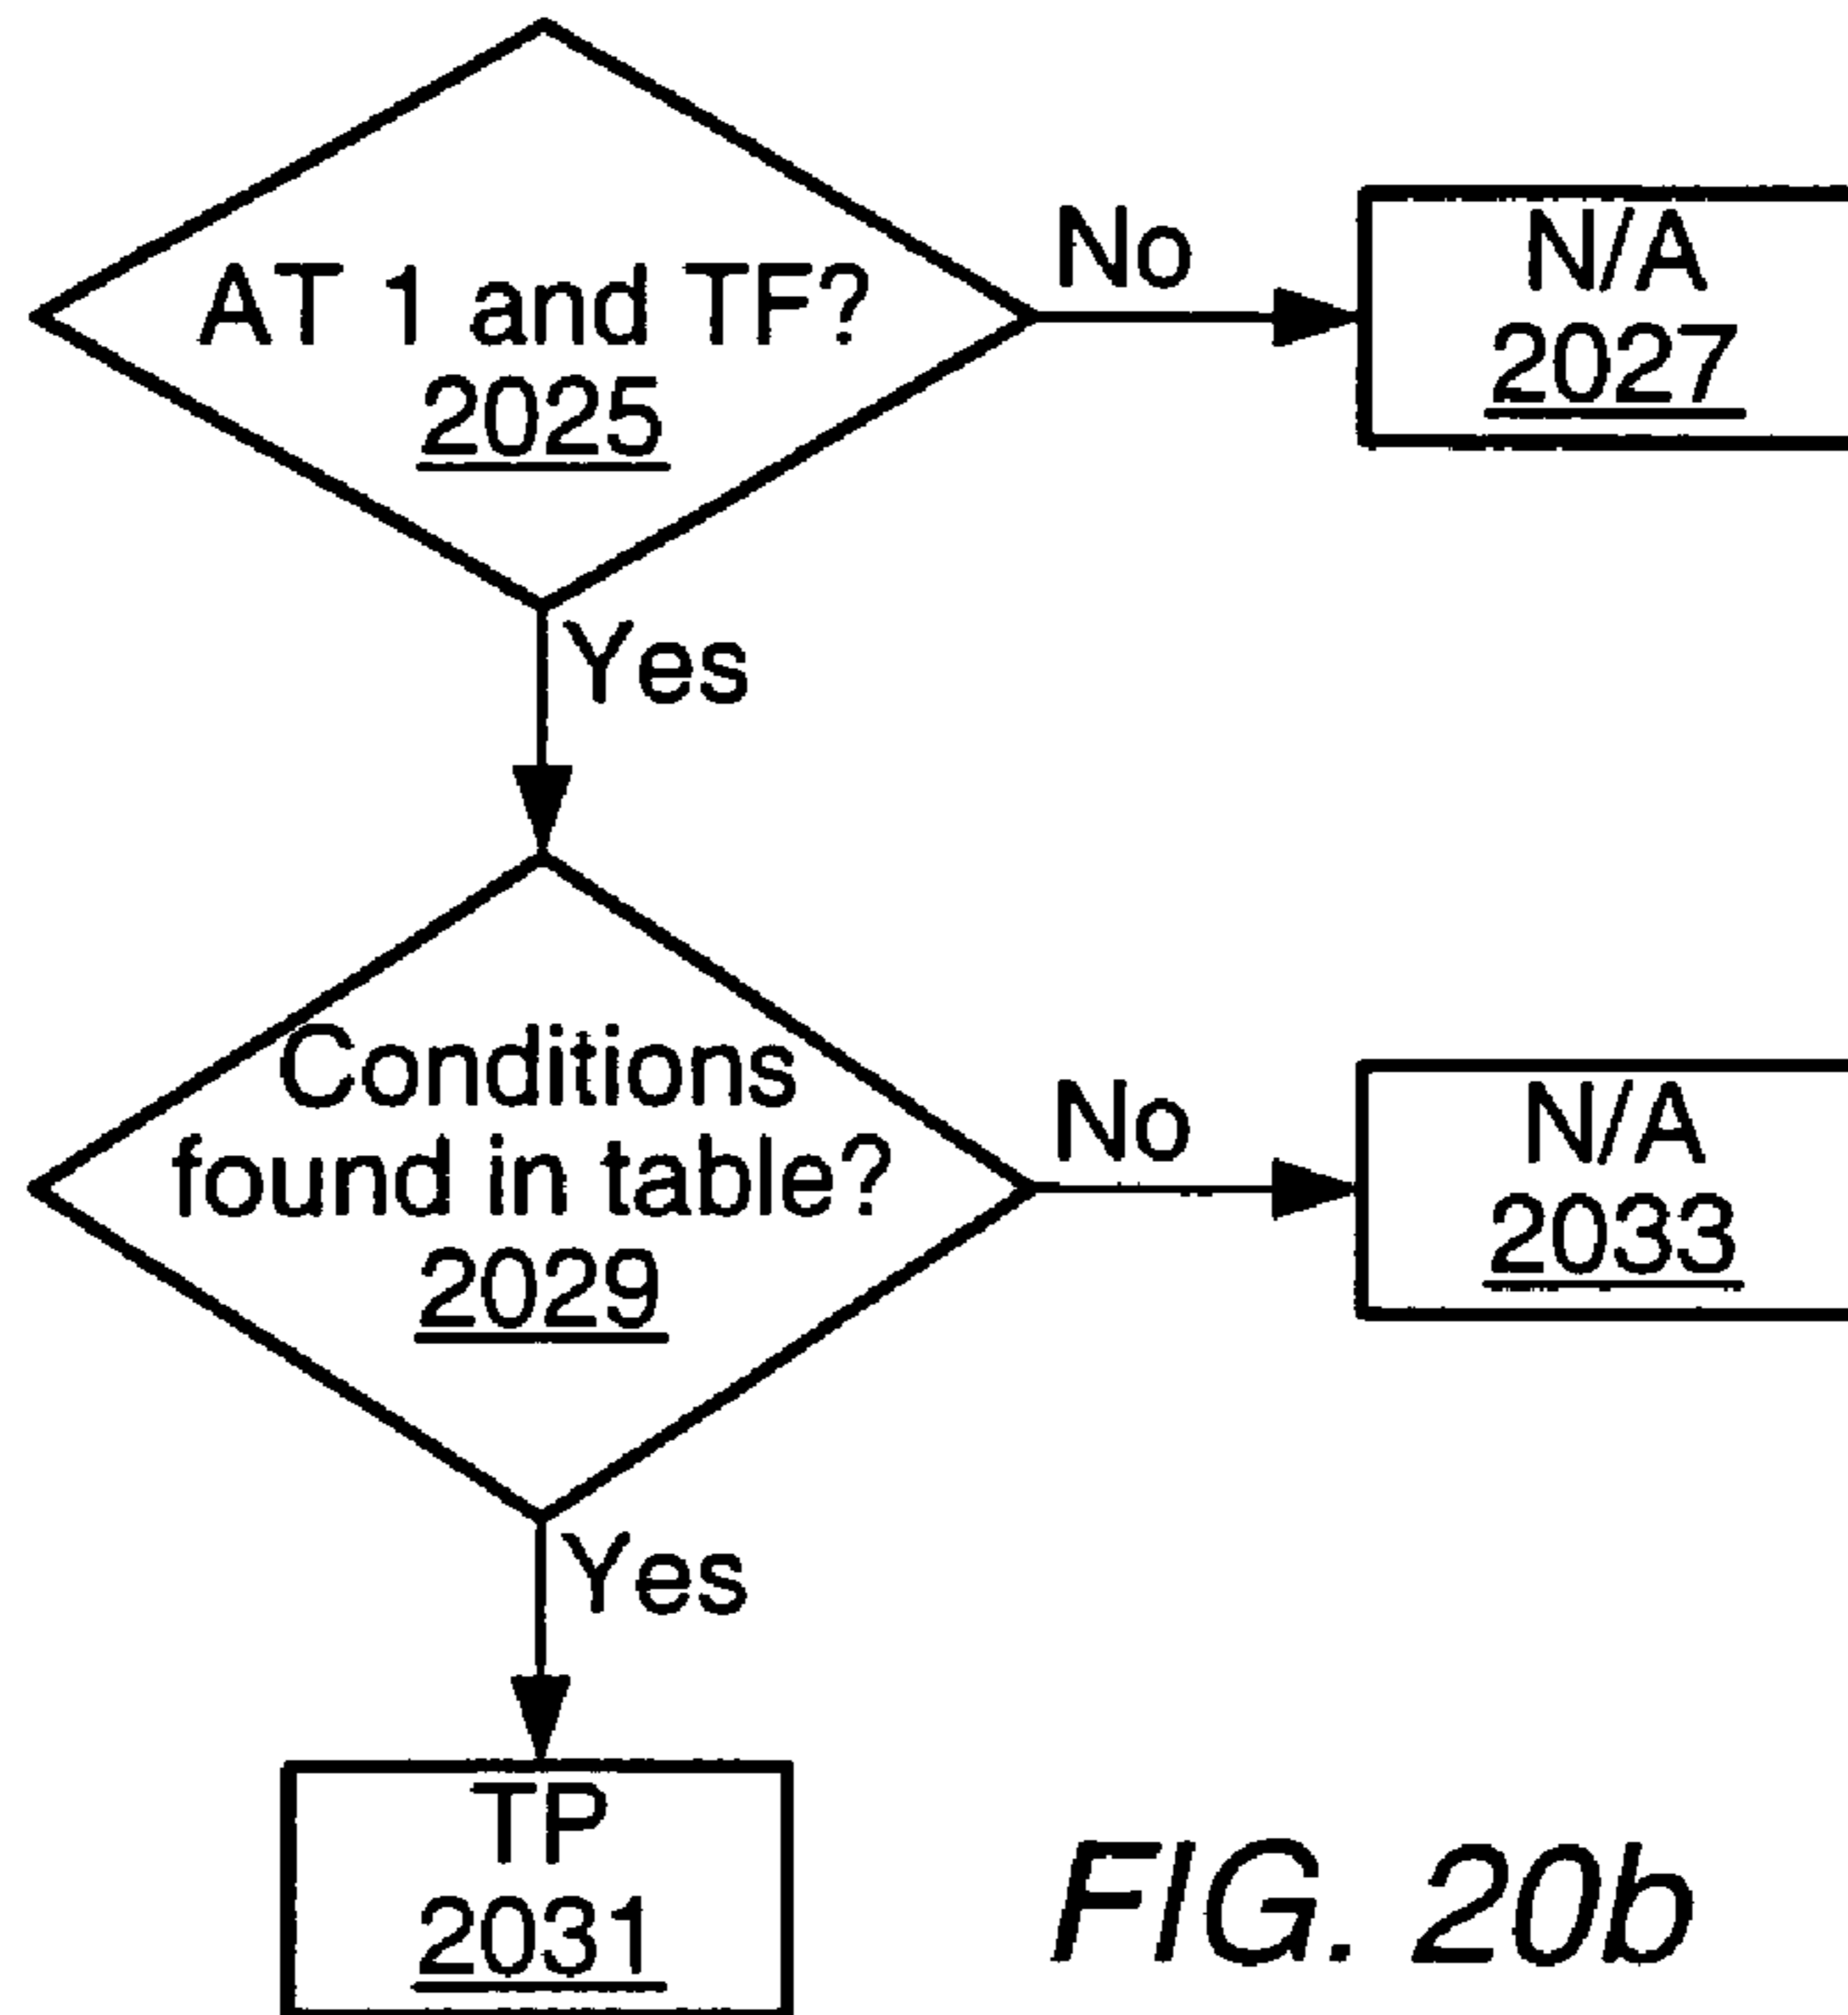 AT 1 and TF?
2025
No
N/A
2027
Yes
Conditions
found in table?
2029
No
N/A
2033
Yes
TP
2031
FIG. 20b